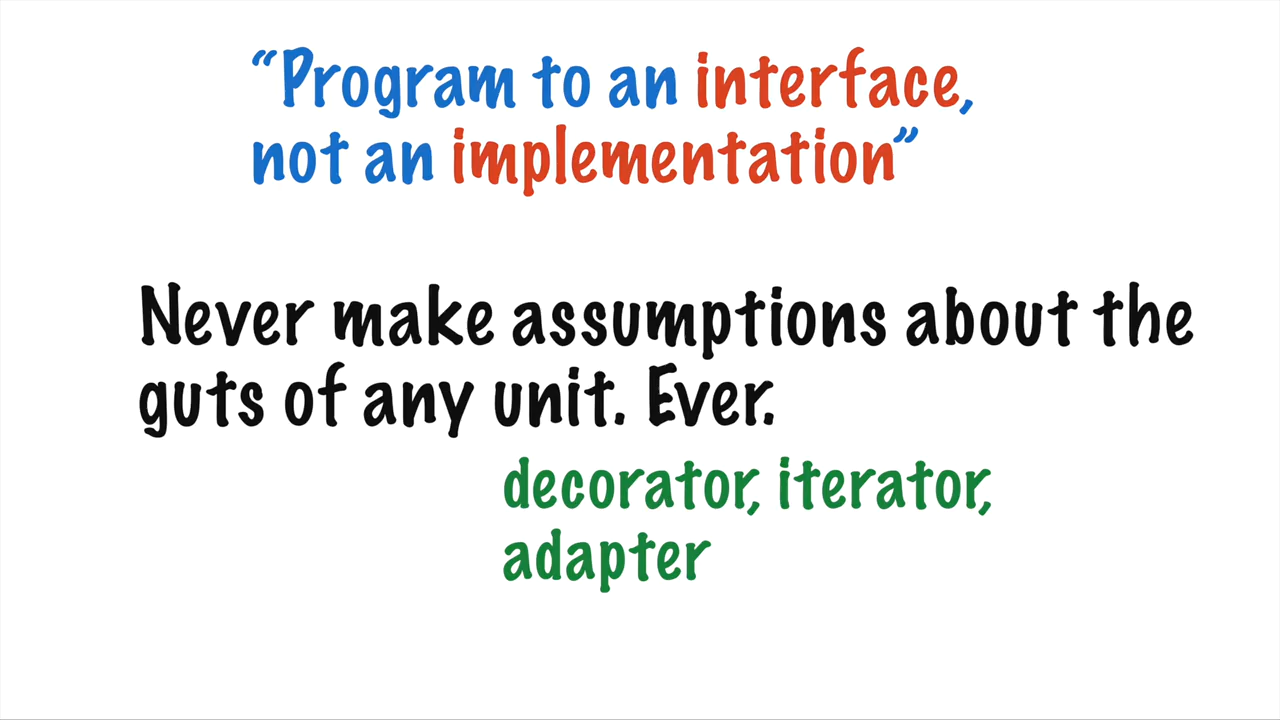 “Program to an interface,
not an implementation”
Never make assumptions about the
guts of any unit. Ever.
decorator, iterator,
adapter